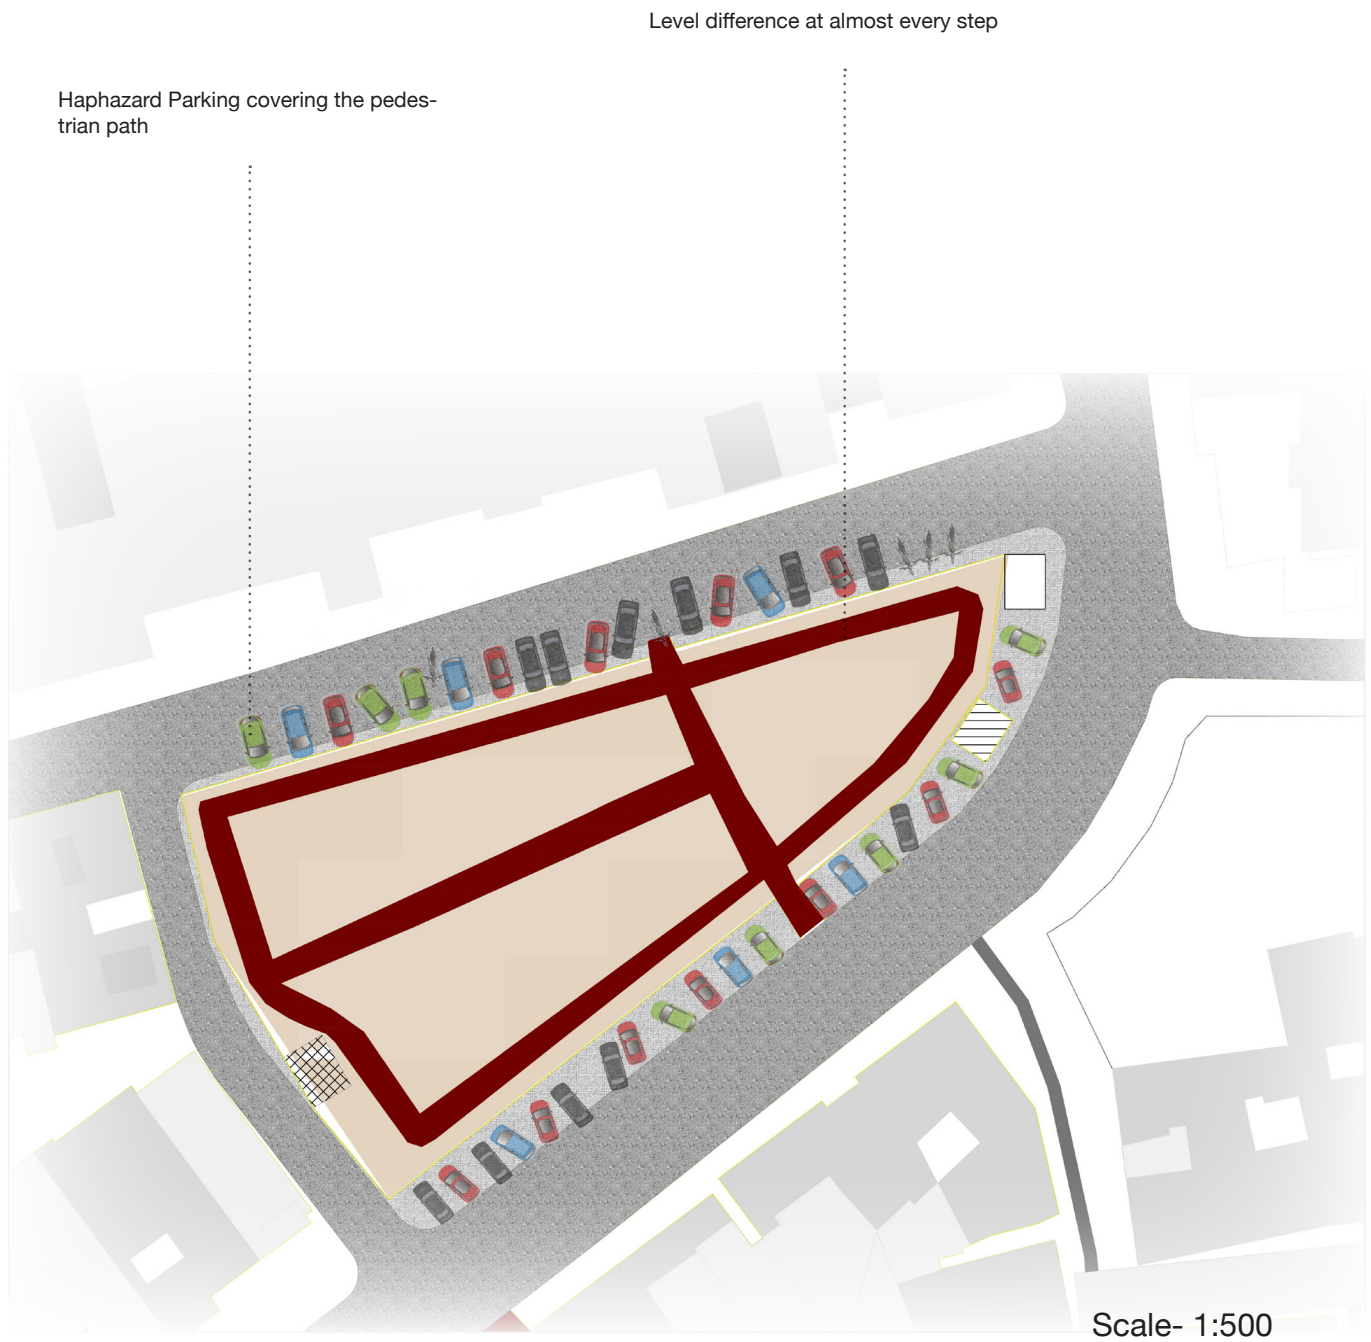 Level difference at almost every step
Haphazard Parking covering the pedes-
trian path
Scale- 1:500